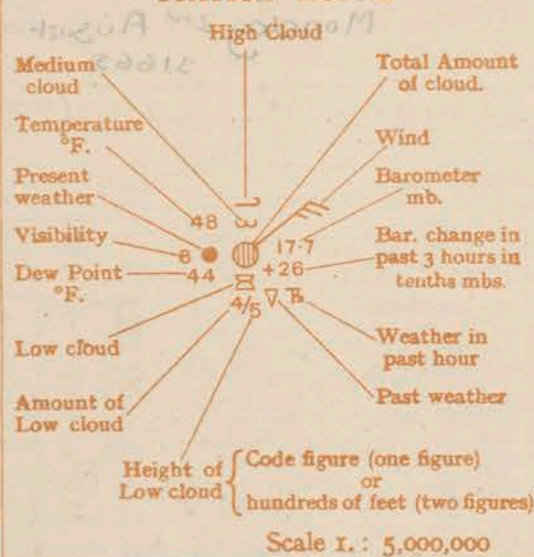 High Cloud
Medium cloud
Total Amount of cloud.
Temperature °F.
Wind
Present weather
Barometer mb.
48
Visibility
6
17·7
Bar. change in past 3 hours in tenths mbs.
Dew Point °F.
44
+26
4/5
Low cloud
Weather in past hour
Amount of Low cloud
Past weather
Height of Low cloud
Code figure (one figure)
or
hundreds of feet (two figures)
Scale 1. : 5,000,000